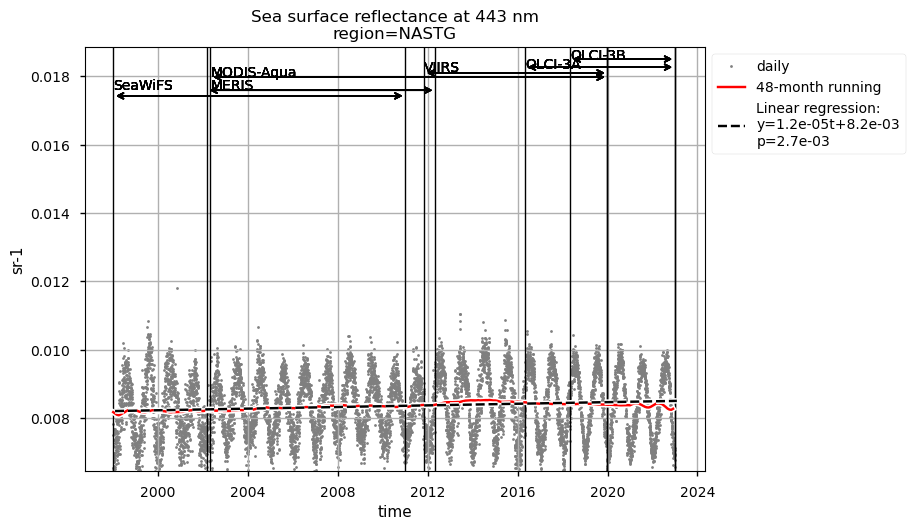 Sea surface reflectance at 443 nm
region=NASTG
OLCI-3B
OLCI-3A
VIIRS
MODIS-Aqua
MERIS
SeaWiFS
daily
48-month running
Linear regression:
y=1.2e-05t+8.2e-03
p=2.7e-03
0.018
0.016
0.014
0.012
0.010
0.008
sr-1
2000
2004
2008
2012
2016
2020
2024
time